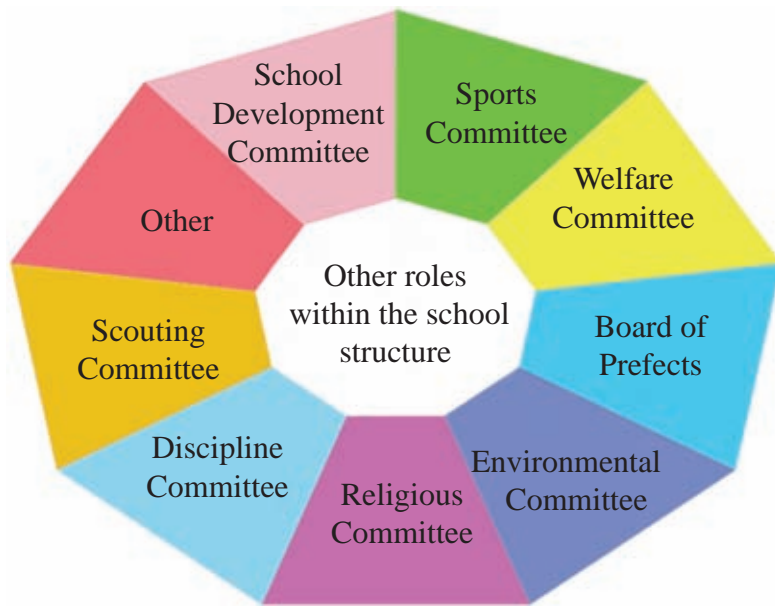 School
Development
Committee
Sports
Committee
Welfare
Committee
Board of
Prefects
Environmental
Committee
Religious
Committee
Discipline
Committee
Scouting
Committee
Other
Other roles
within the school
structure